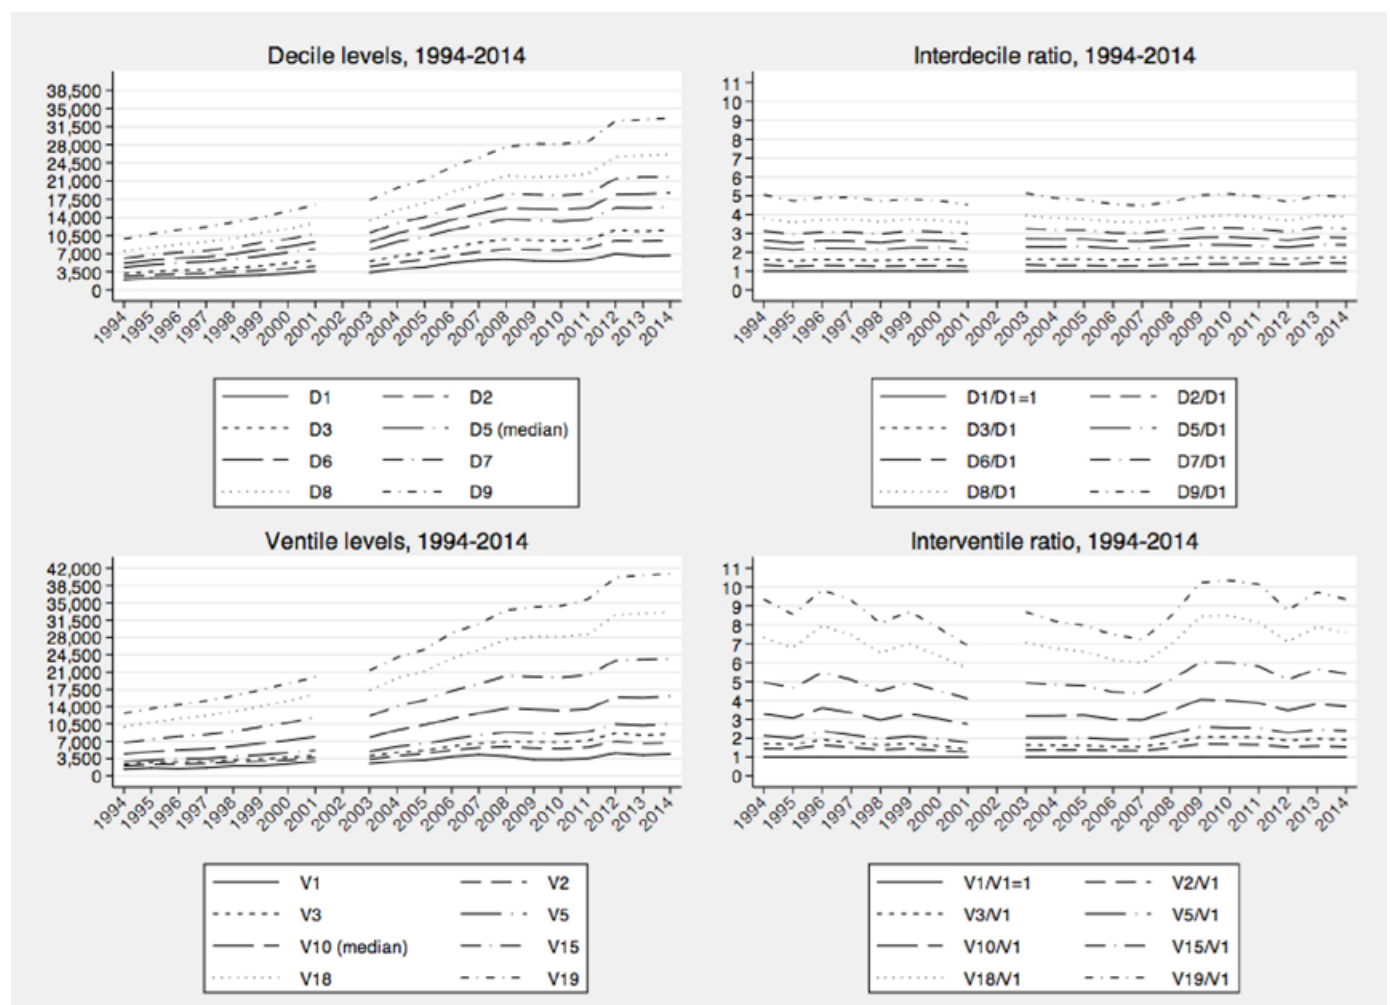 Decile levels, 1994-2014
38,500
35,000
31,500
28,000
24,500
21,000
17,500
14,000
10,500
7,000
3,500
0
1994 1995 1996 1997 1998 1999 2000 2001 2002 2003 2004 2005 2006 2007 2008 2009 2010 2011 2012 2013 2014
D1 D2
D3 D5 (median)
D6 D7
D8 D9
Interdecile ratio, 1994-2014
11
10
9
8
7
6
5
4
3
2
1
0
1994 1995 1996 1997 1998 1999 2000 2001 2002 2003 2004 2005 2006 2007 2008 2009 2010 2011 2012 2013 2014
D1/D1=1 D2/D1
D3/D1 D5/D1
D6/D1 D7/D1
D8/D1 D9/D1
Ventile levels, 1994-2014
42,000
38,500
35,000
31,500
28,000
24,500
21,000
17,500
14,000
10,500
7,000
3,500
0
1994 1995 1996 1997 1998 1999 2000 2001 2002 2003 2004 2005 2006 2007 2008 2009 2010 2011 2012 2013 2014
V1 V2
V3 V5
V10 (median) V15
V18 V19
Interventile ratio, 1994-2014
11
10
9
8
7
6
5
4
3
2
1
0
1994 1995 1996 1997 1998 1999 2000 2001 2002 2003 2004 2005 2006 2007 2008 2009 2010 2011 2012 2013 2014
V1/V1=1 V2/V1
V3/V1 V5/V1
V10/V1 V15/V1
V18/V1 V19/V1